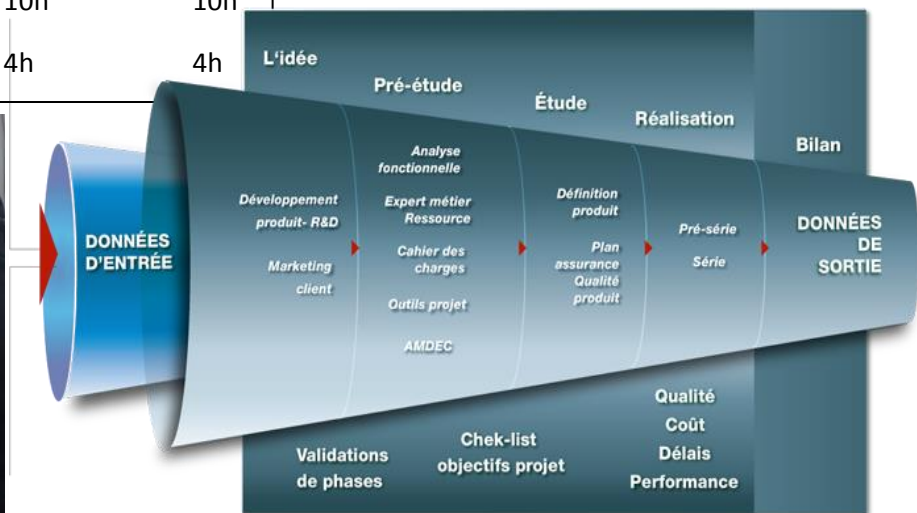 10h 10h
4h 4h
L'idée
Pré-étude
Étude
Réalisation
Bilan
DONNÉES
D'ENTRÉE
Développement
produit- R&D
Marketing
client
Analyse
fonctionnelle
Expert métier
Ressource
Cahier des
charges
Outils projet
AMDEC
Définition
produit
Plan
assurance
Qualité
produit
Pré-série
Série
DONNÉES
DE
SORTIE
Validations
de phases
Chek-list
objectifs projet
Qualité
Coût
Délais
Performance